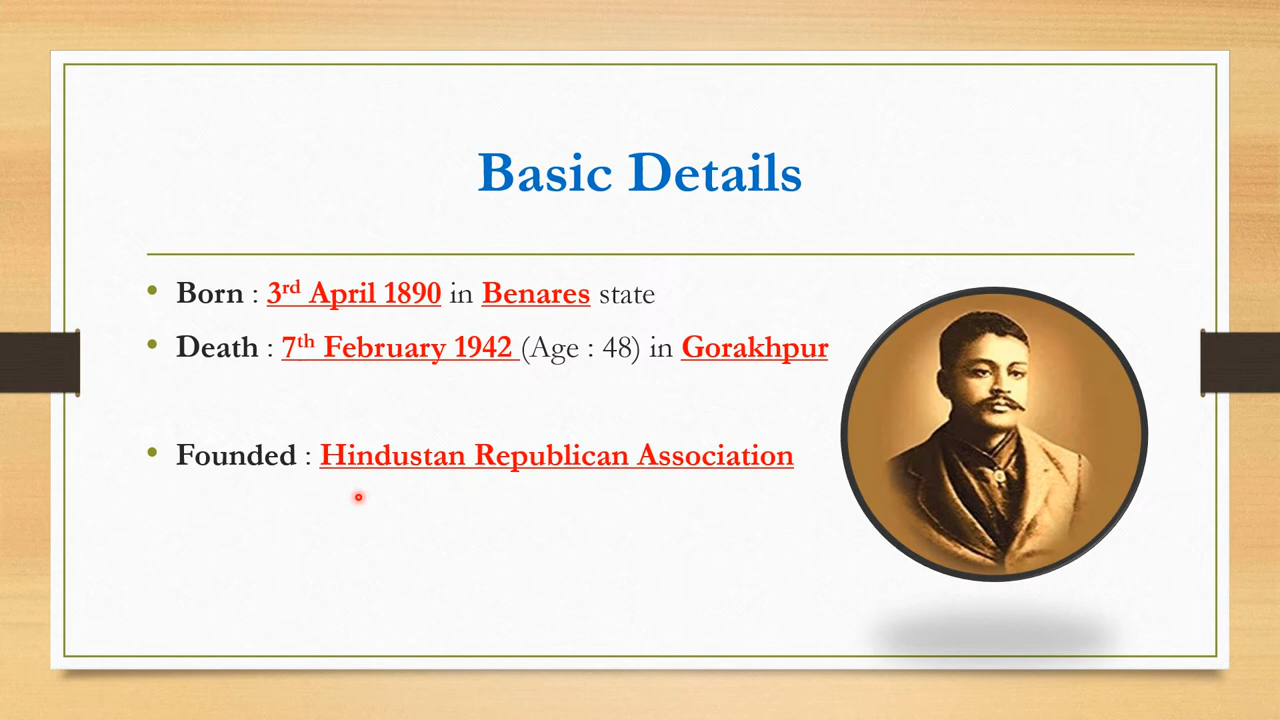 Basic Details
• Born : 3rd April 1890 in Benares state
• Death : 7th February 1942 (Age : 48) in Gorakhpur
• Founded : Hindustan Republican Association